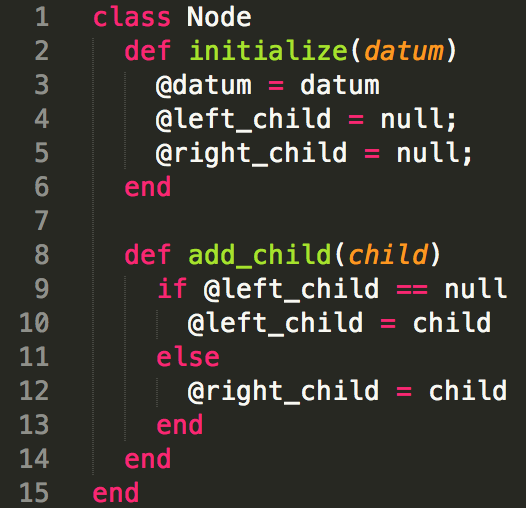 1 class Node
2   def initialize(datum)
3     @datum = datum
4     @left_child = null;
5     @right_child = null;
6   end
7
8   def add_child(child)
9     if @left_child == null
10       @left_child = child
11     else
12       @right_child = child
13     end
14   end
15 end